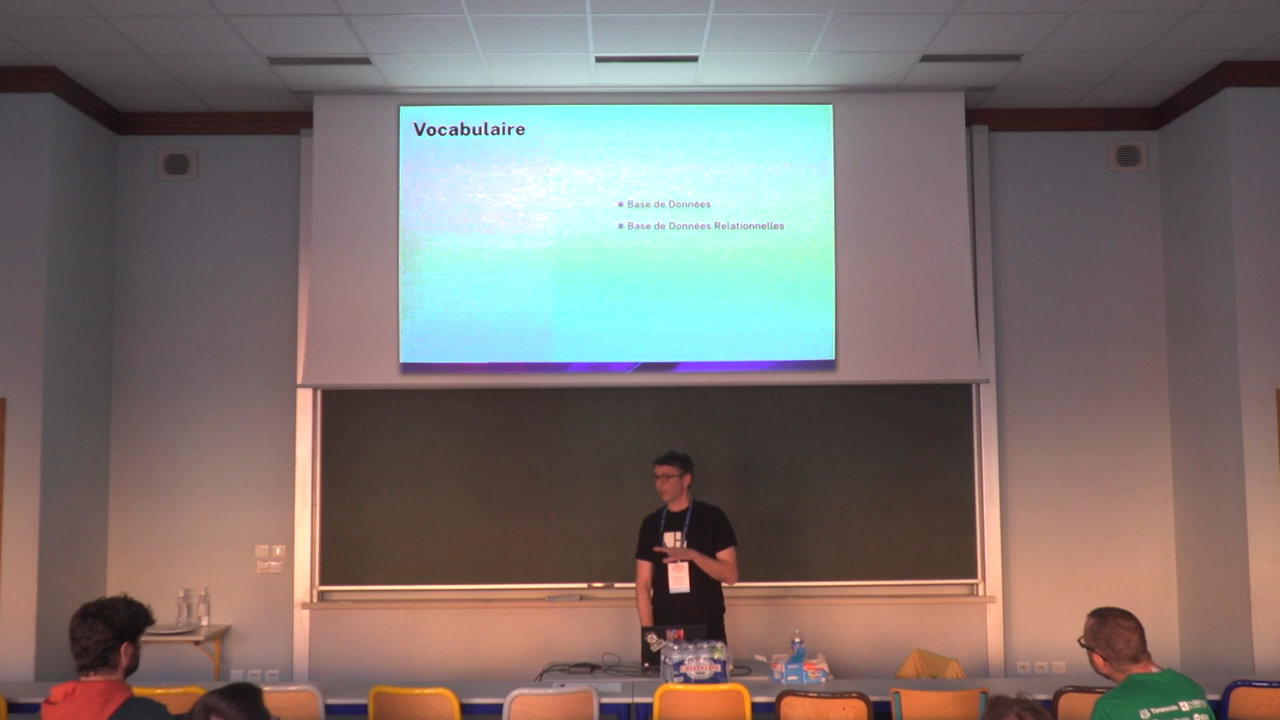 Vocabulaire
Base de Données
Base de Données Relationnelles